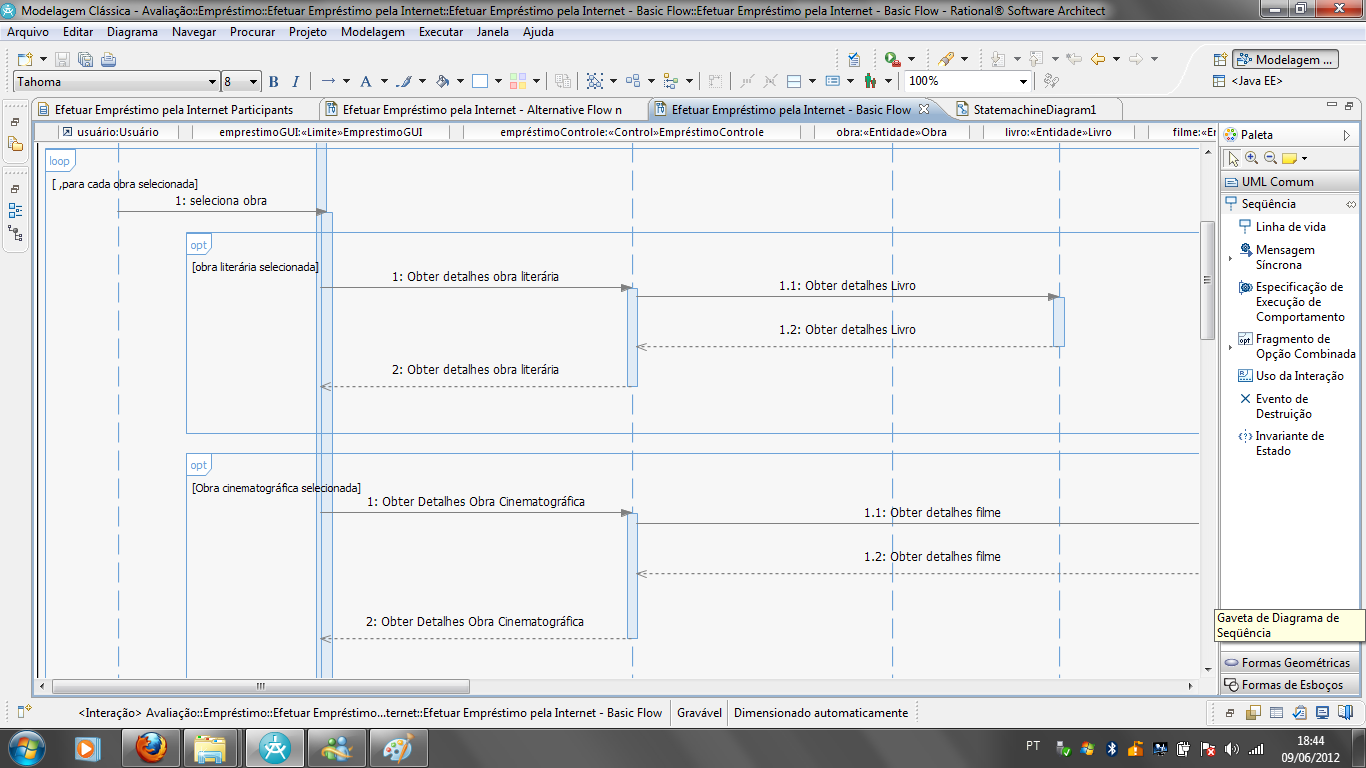 Modelagem Clássica - Avaliação::Empréstimo::Efetuar Empréstimo pela Internet::Efetuar Empréstimo pela Internet - Basic Flow::Efetuar Empréstimo pela Internet - Basic Flow - Rational® Software Architect
Arquivo Editar Diagrama Navegar Procurar Projeto Modelagem Executar Janela Ajuda
Modelagem ...
Tahoma 8 B I A 100% <Java EE>
Efetuar Empréstimo pela Internet Participants Efetuar Empréstimo pela Internet - Alternative Flow n Efetuar Empréstimo pela Internet - Basic Flow StatemachineDiagram1
usuário:Usuário emprestimoGUI:«Limite»EmprestimoGUI empréstimoControle:«Control»EmpréstimoControle obra:«Entidade»Obra livro:«Entidade»Livro filme:«Er
loop
[ ,para cada obra selecionada]
1: seleciona obra
opt
[obra literária selecionada]
1: Obter detalhes obra literária
1.1: Obter detalhes Livro
1.2: Obter detalhes Livro
2: Obter detalhes obra literária
opt
[Obra cinematográfica selecionada]
1: Obter Detalhes Obra Cinematográfica
1.1: Obter detalhes filme
1.2: Obter detalhes filme
2: Obter Detalhes Obra Cinematográfica
Paleta
UML Comum
Seqüência
Linha de vida
Mensagem
Síncrona
Especificação de
Execução de
Comportamento
opt
Fragmento de
Opção Combinada
Uso da Interação
Evento de
Destruição
Invariante de
Estado
Gaveta de Diagrama de
Seqüência
Formas Geométricas
Formas de Esboços
<Interação> Avaliação::Empréstimo::Efetuar Empréstimo...ternet::Efetuar Empréstimo pela Internet - Basic Flow Gravável Dimensionado automaticamente
PT
18:44
09/06/2012